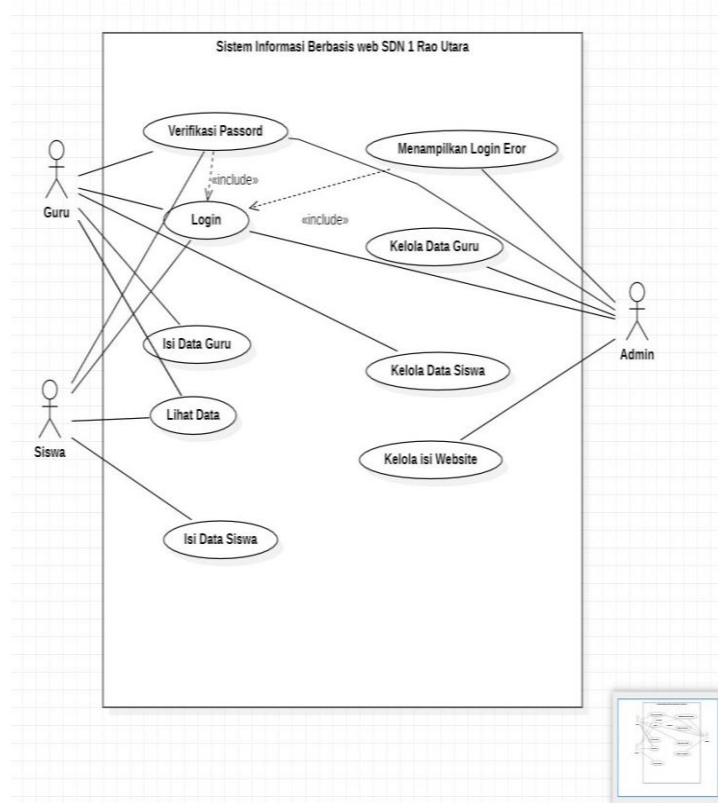 Sistem Informasi Berbasis web SDN 1 Rao Utara
Verifikasi Passord
Menampilkan Login Eror
«include»
Guru
Login
«include»
Kelola Data Guru
Isi Data Guru
Admin
Kelola Data Siswa
Lihat Data
Siswa
Kelola isi Website
Isi Data Siswa